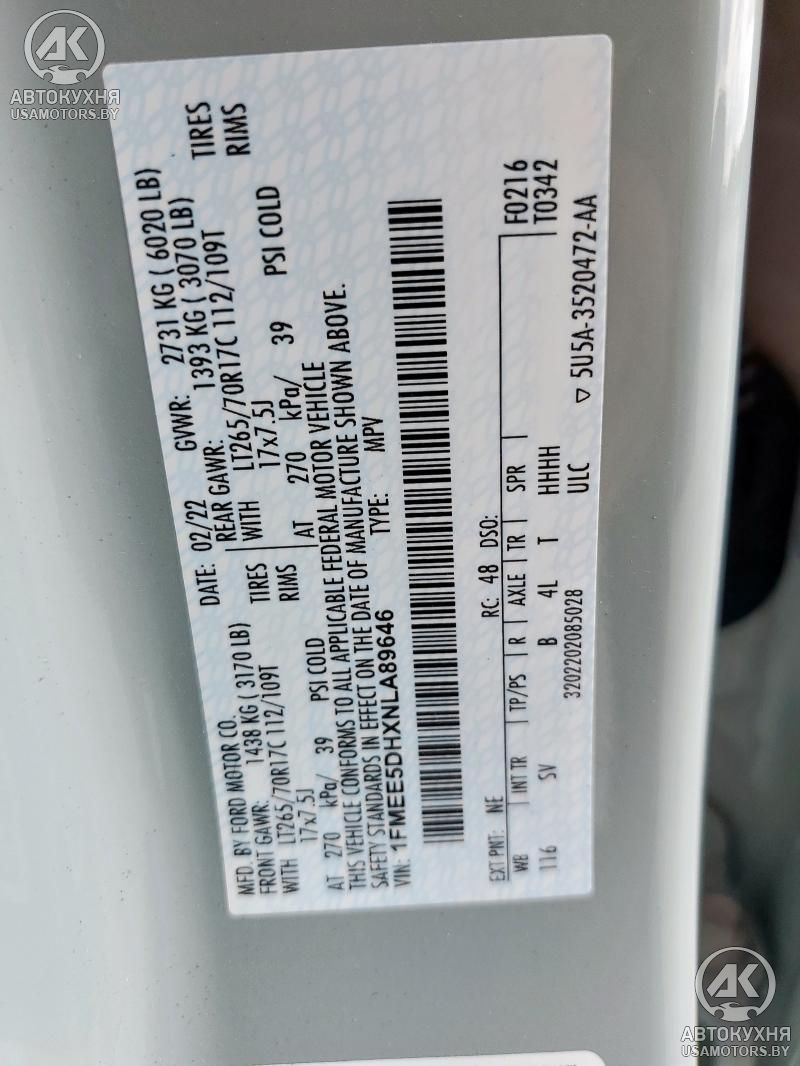 AK
АВТОКУХНЯ
USAMOTORS.BY
MFD. BY FORD MOTOR CO.
DATE: 02/22 GVWR: 2731 KG ( 6020 LB)
FRONT GAWR: 1438 KG ( 3170 LB)
REAR GAWR: 1393 KG ( 3070 LB)
WITH LT265/70R17C 112/109T TIRES
WITH LT265/70R17C 112/109T TIRES
17x7.5J RIMS
17x7.5J RIMS
AT 270 kPa/ 39 PSI COLD
AT 270 kPa/ 39 PSI COLD
THIS VEHICLE CONFORMS TO ALL APPLICABLE FEDERAL MOTOR VEHICLE
SAFETY STANDARDS IN EFFECT ON THE DATE OF MANUFACTURE SHOWN ABOVE.
VIN: 1FMEE5DHXNLA89646 TYPE: MPV
EXT PNT: NE RC: 48 DSO: F0216
WB INT TR TP/PS R AXLE TR SPR T0342
116 SV B 4L T HHHH
3202202085028 ULC ▽ 5U5A-3520472-AA
AK
АВТОКУХНЯ
USAMOTORS.BY